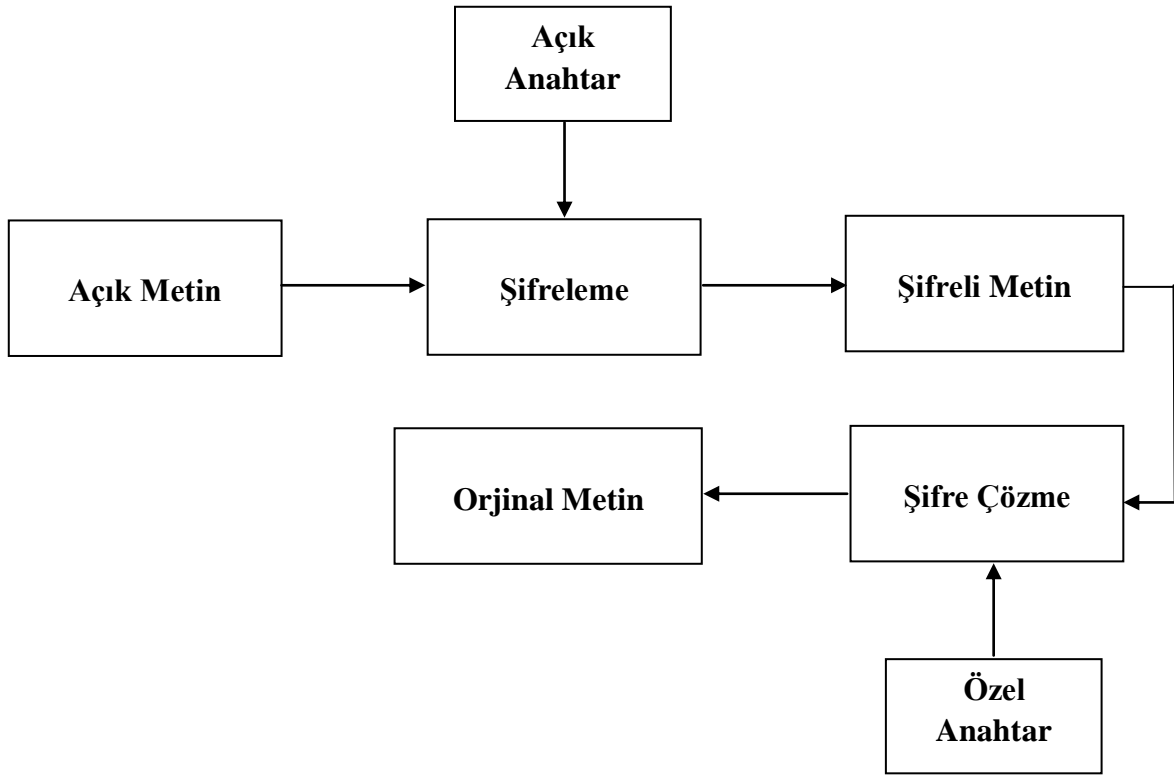 Açık
Anahtar
Açık Metin
Şifreleme
Şifreli Metin
Orjinal Metin
Şifre Çözme
Özel
Anahtar